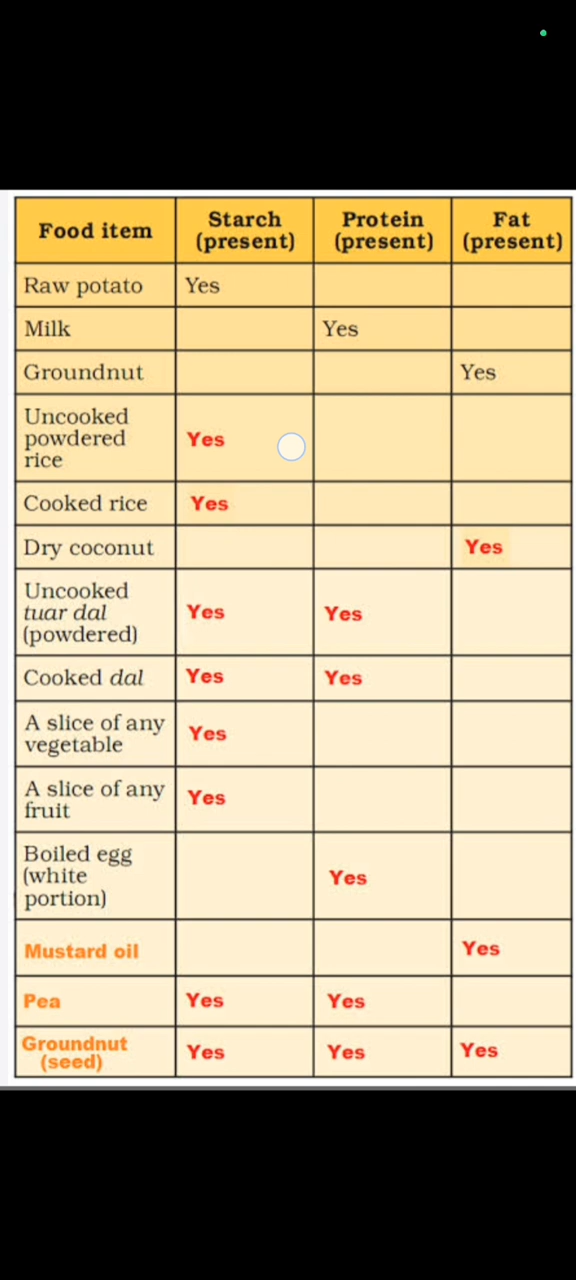 Food item Starch (present) Protein (present) Fat (present)
Raw potato Yes
Milk Yes
Groundnut Yes
Uncooked
powdered
rice
Yes
Cooked rice Yes
Dry coconut Yes
Uncooked
tuar dal
(powdered)
Yes Yes
Cooked dal Yes Yes
A slice of any
vegetable
Yes
A slice of any
fruit
Yes
Boiled egg
(white
portion)
Yes
Mustard oil Yes
Pea Yes Yes
Groundnut
(seed)
Yes Yes Yes